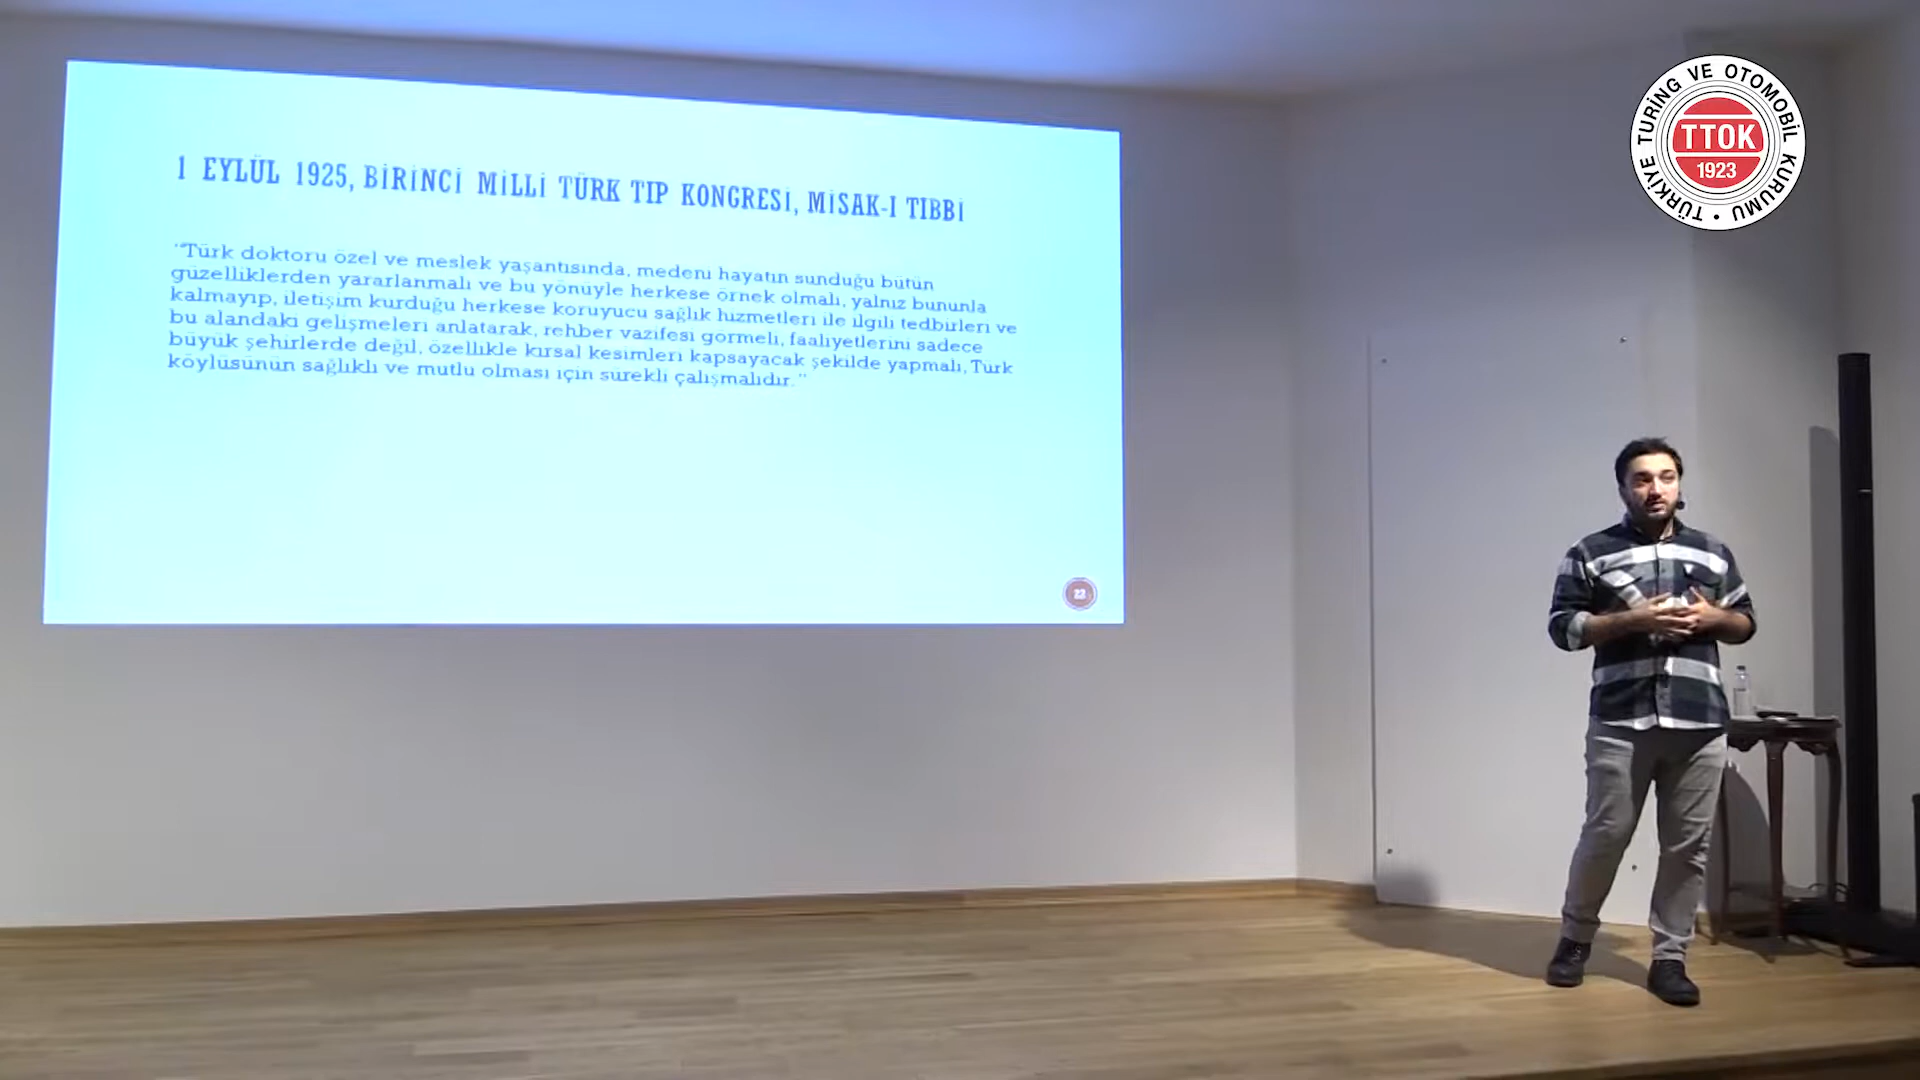 1 EYLÜL 1925, BİRİNCİ MİLLİ TÜRK TIP KONGRESİ, MİSAK-I TIBBİ
“Türk doktoru özel ve meslek yaşantısında, medeni hayatın sunduğu bütün
güzelliklerden yararlanmalı ve bu yönüyle herkese örnek olmalı, yalnız bununla
kalmayıp, iletişim kurduğu herkese koruyucu sağlık hizmetleri ile ilgili tedbirleri ve
bu alandaki gelişmeleri anlatarak, rehber vazifesi görmeli, faaliyetlerini sadece
büyük şehirlerde değil, özellikle kırsal kesimleri kapsayacak şekilde yapmalı, Türk
köylüsünün sağlıklı ve mutlu olması için sürekli çalışmalıdır.”
22
TÜRKİYE TURİNG VE OTOMOBİL KURUMU •
TTOK
1923